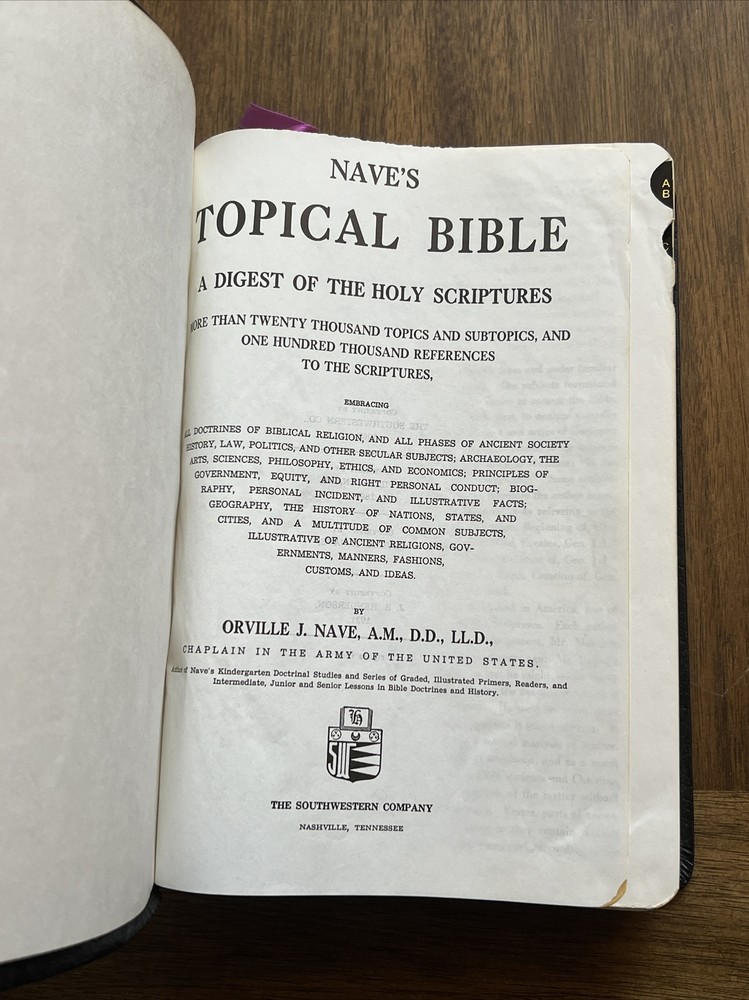 NAVE'S
TOPICAL BIBLE
A DIGEST OF THE HOLY SCRIPTURES
MORE THAN TWENTY THOUSAND TOPICS AND SUBTOPICS, AND
ONE HUNDRED THOUSAND REFERENCES
TO THE SCRIPTURES,
EMBRACING
ALL DOCTRINES OF BIBLICAL RELIGION, AND ALL PHASES OF ANCIENT SOCIETY
HISTORY, LAW, POLITICS, AND OTHER SECULAR SUBJECTS; ARCHAEOLOGY, THE
ARTS, SCIENCES, PHILOSOPHY, ETHICS, AND ECONOMICS; PRINCIPLES OF
GOVERNMENT, EQUITY, AND RIGHT PERSONAL CONDUCT; BIOG-
RAPHY, PERSONAL INCIDENT, AND ILLUSTRATIVE FACTS;
GEOGRAPHY, THE HISTORY OF NATIONS, STATES, AND
CITIES, AND A MULTITUDE OF COMMON SUBJECTS,
ILLUSTRATIVE OF ANCIENT RELIGIONS, GOV-
ERNMENTS, MANNERS, FASHIONS,
CUSTOMS, AND IDEAS.
BY
ORVILLE J. NAVE, A.M., D.D., LL.D.,
CHAPLAIN IN THE ARMY OF THE UNITED STATES.
Author of Nave's Kindergarten Doctrinal Studies and Series of Graded, Illustrated Primers, Readers, and
Intermediate, Junior and Senior Lessons in Bible Doctrines and History.
THE SOUTHWESTERN COMPANY
NASHVILLE, TENNESSEE
A
B
C